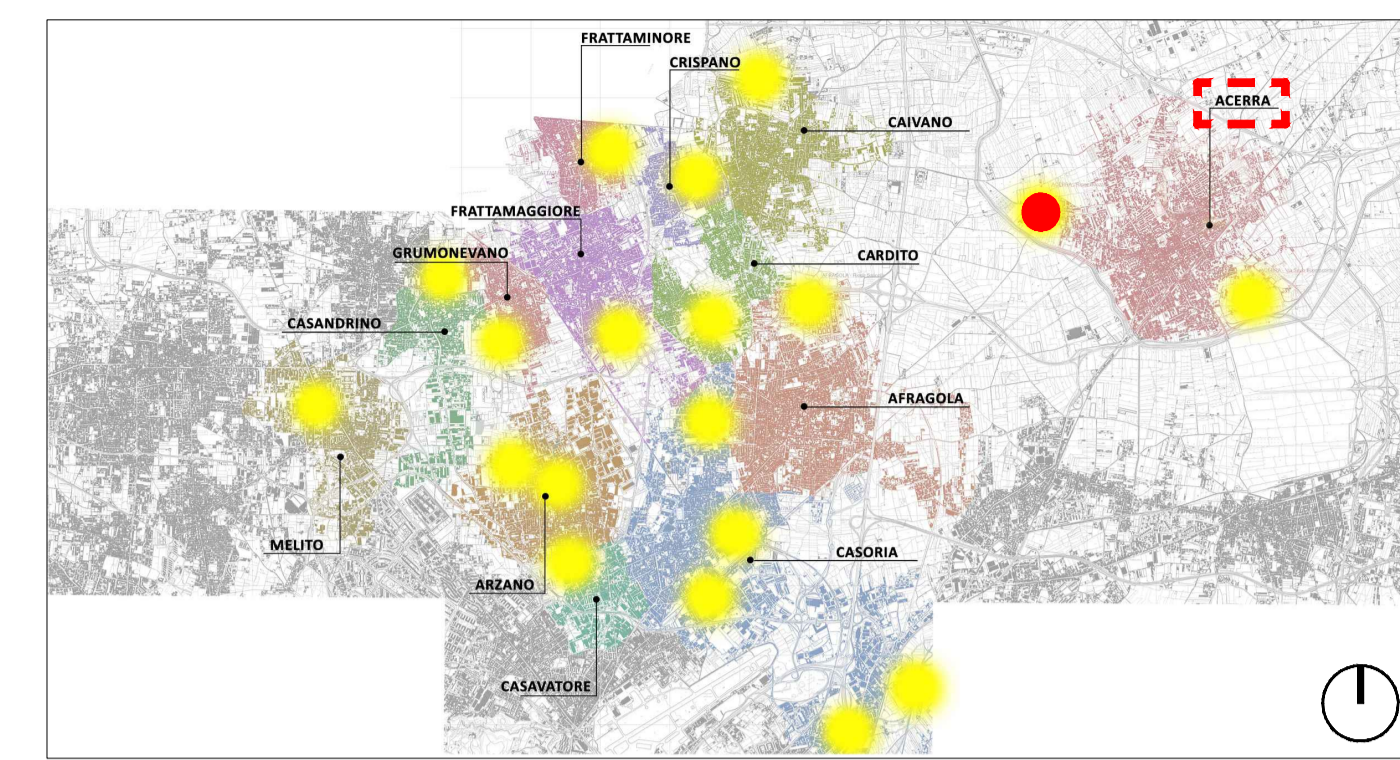 FRATTAMINORE
CRISPANO
ACERRA
CAIVANO
FRATTAMAGGIORE
GRUMONEVANO
CARDITO
CASANDRINO
AFRAGOLA
MELITO
CASORIA
ARZANO
CASAVATORE